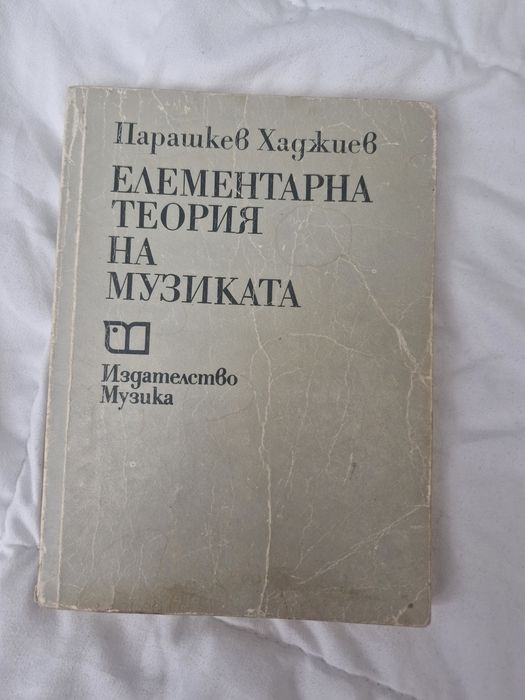 Парашкев Хаджиев
ЕЛЕМЕНТАРНА
ТЕОРИЯ
НА
МУЗИКАТА
Издателство
Музика